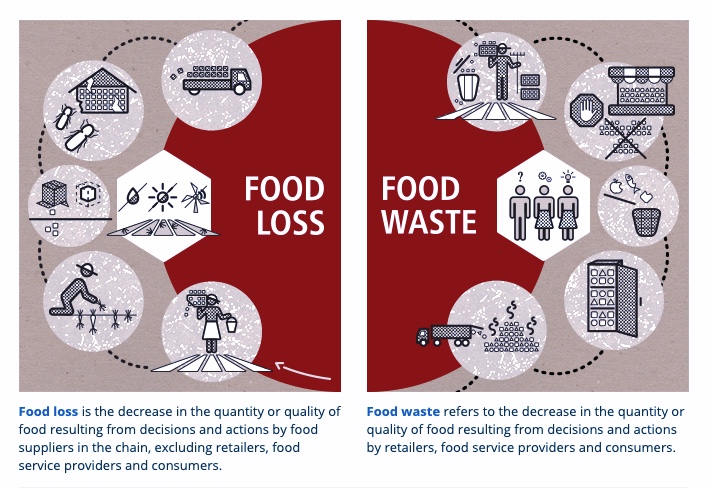 FOOD
LOSS
FOOD
WASTE
?
Food loss is the decrease in the quantity or quality of
food resulting from decisions and actions by food
suppliers in the chain, excluding retailers, food
service providers and consumers.
Food waste refers to the decrease in the quantity or
quality of food resulting from decisions and actions
by retailers, food service providers and consumers.